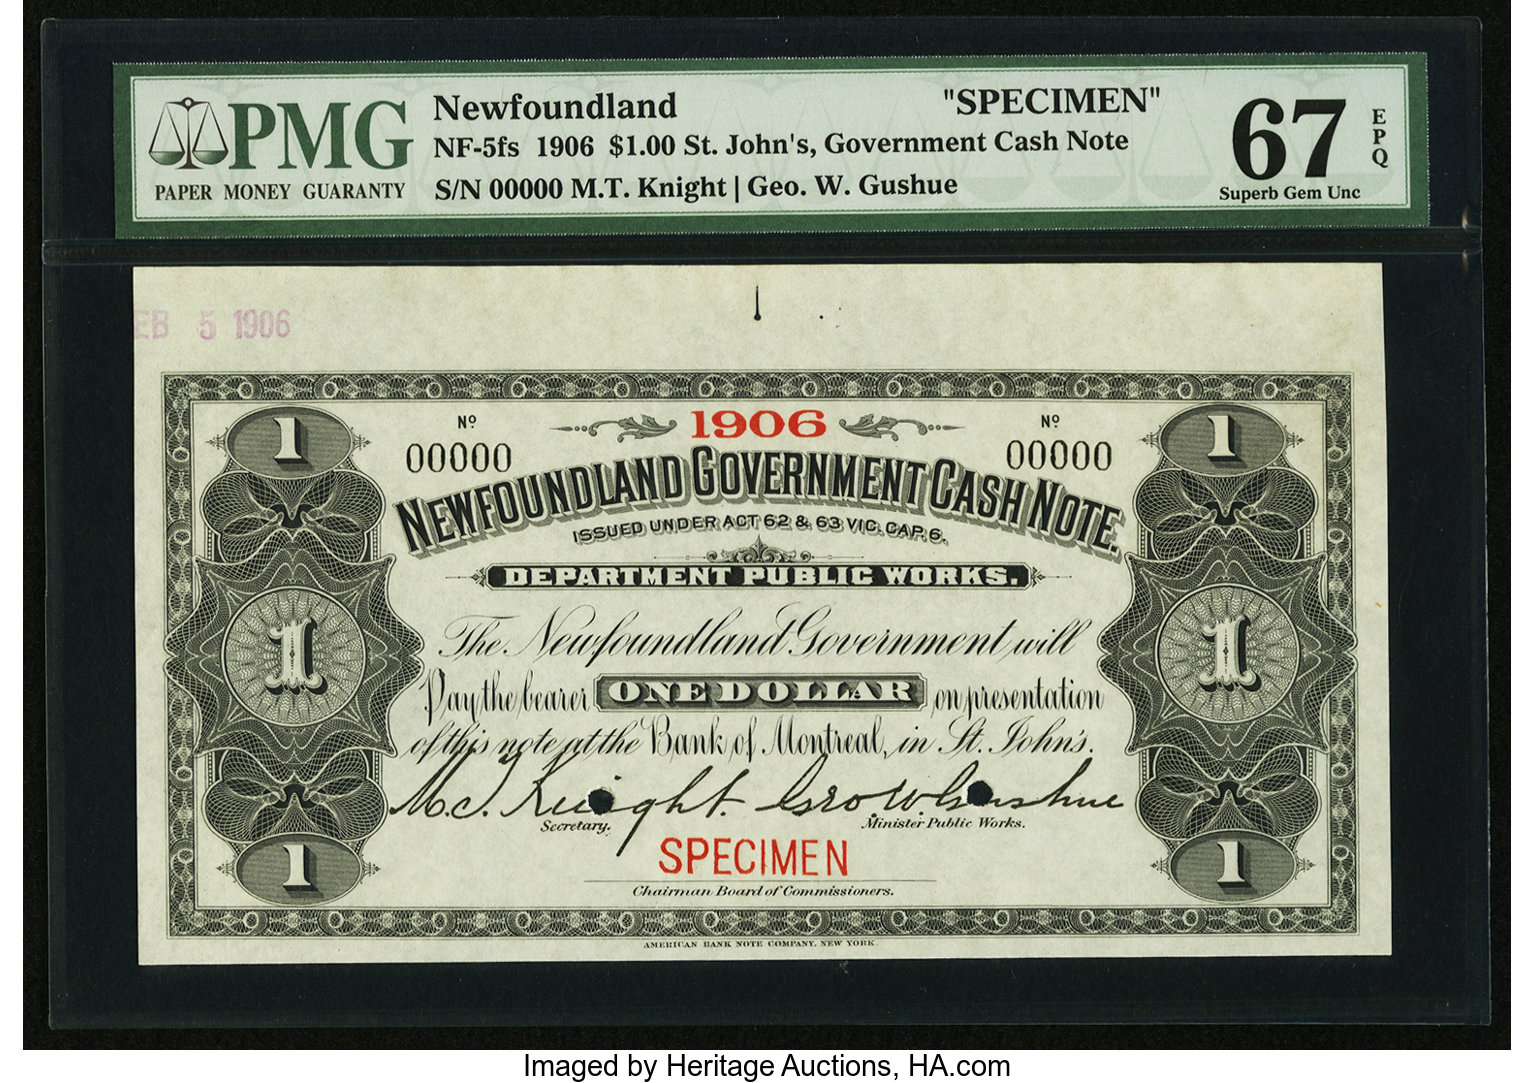 PMG
PAPER MONEY GUARANTY
Newfoundland "SPECIMEN"
NF-5fs 1906 $1.00 St. John's, Government Cash Note
S/N 00000 M.T. Knight | Geo. W. Gushue
67 EPQ
Superb Gem Unc
EB 5 1906
1 Nº 1906 Nº 1
00000 00000
NEWFOUNDLAND GOVERNMENT CASH NOTE.
ISSUED UNDER ACT 62 & 63 VIC. CAP. 6.
DEPARTMENT PUBLIC WORKS.
The Newfoundland Government will
1 Pay the bearer ONE DOLLAR on presentation 1
of this note at the Bank of Montreal, in St. John's.
M.T. Knight. Geo W Gushue
Secretary. Minister Public Works.
SPECIMEN
1 1
Chairman Board of Commissioners.
AMERICAN BANK NOTE COMPANY, NEW YORK.
Imaged by Heritage Auctions, HA.com